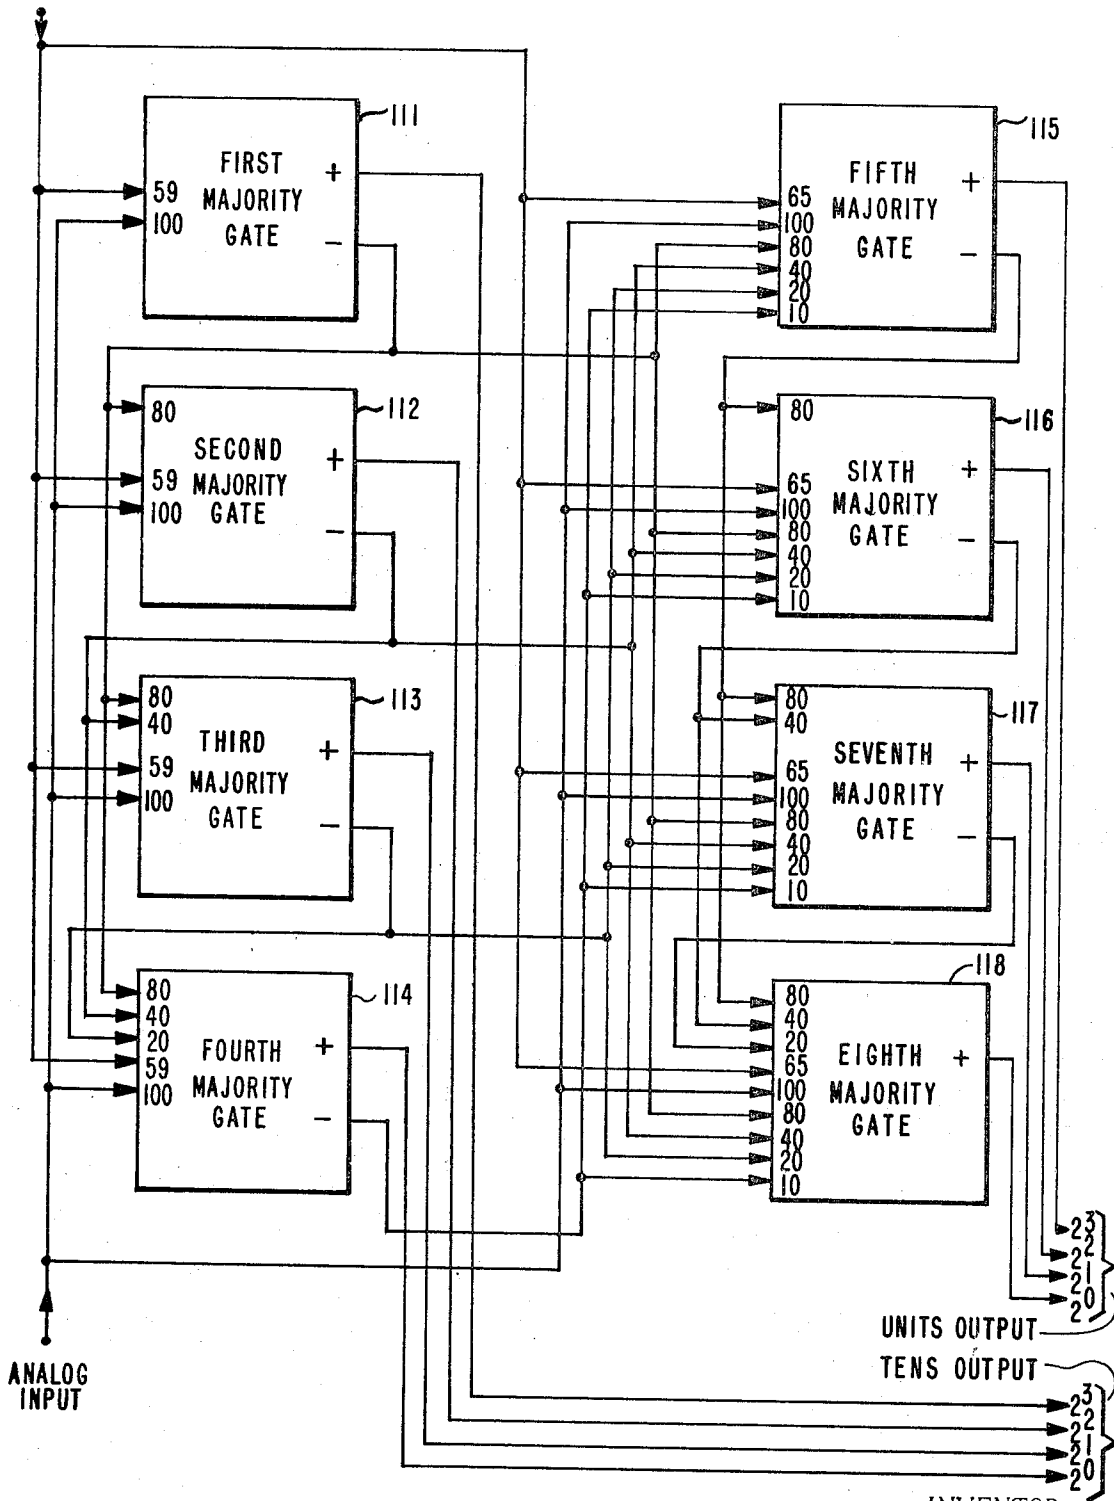 111
FIRST
MAJORITY
GATE
+
−
59
100
112
80
SECOND
MAJORITY
GATE
+
−
59
100
113
80
40
THIRD
MAJORITY
GATE
+
−
59
100
114
80
40
20
59
100
FOURTH
MAJORITY
GATE
+
−
ANALOG
INPUT
115
FIFTH
MAJORITY
GATE
+
−
65
100
80
40
20
10
116
80
SIXTH
MAJORITY
GATE
+
−
65
100
80
40
20
10
117
80
40
SEVENTH
MAJORITY
GATE
+
−
65
100
80
40
20
10
118
80
40
20
65
100
80
40
20
10
EIGHTH
MAJORITY
GATE
+
2³
2²
2¹
2⁰
UNITS OUTPUT
TENS OUTPUT
2³
2²
2¹
2⁰